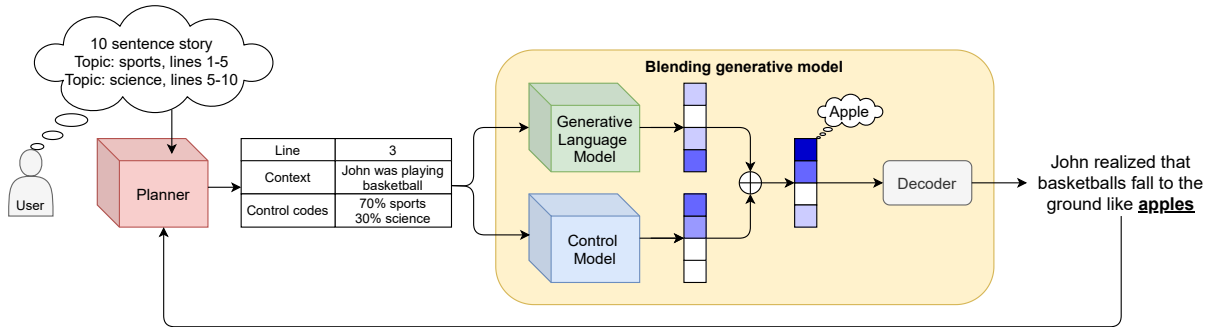 10 sentence story
Topic: sports, lines 1-5
Topic: science, lines 5-10
User
Planner
Line 3
Context John was playing
basketball
Control codes 70% sports
30% science
Blending generative model
Generative
Language
Model
Control
Model
Apple
Decoder
John realized that
basketballs fall to the
ground like apples